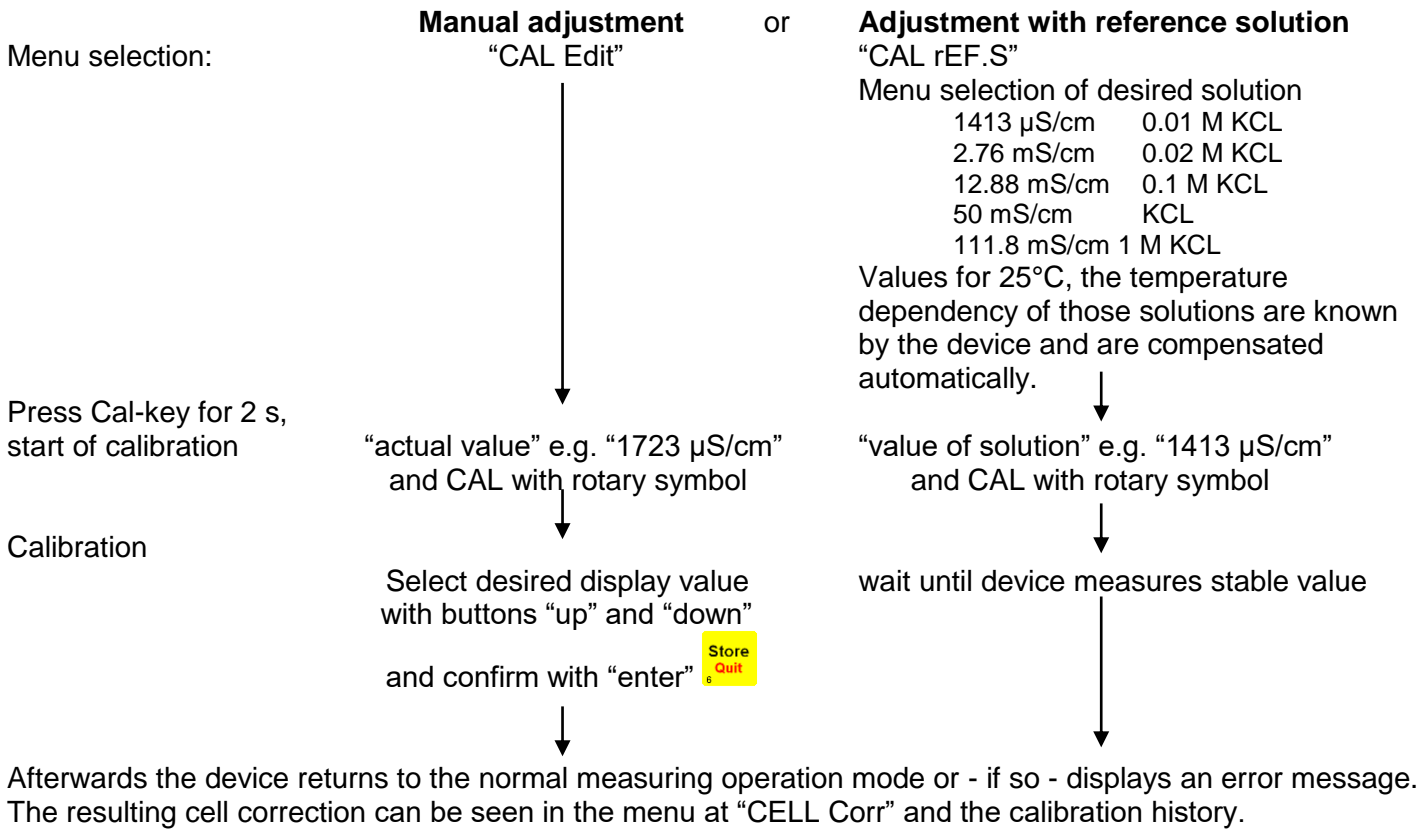 Manual adjustment or Adjustment with reference solution
Menu selection: “CAL Edit” “CAL rEF.S”
Menu selection of desired solution
1413 µS/cm 0.01 M KCL
2.76 mS/cm 0.02 M KCL
12.88 mS/cm 0.1 M KCL
50 mS/cm KCL
111.8 mS/cm 1 M KCL
Values for 25°C, the temperature
dependency of those solutions are known
by the device and are compensated
automatically.
Press Cal-key for 2 s,
start of calibration “actual value” e.g. “1723 µS/cm” “value of solution” e.g. “1413 µS/cm”
and CAL with rotary symbol and CAL with rotary symbol
Calibration
Select desired display value wait until device measures stable value
with buttons “up” and “down”
and confirm with “enter” Store
Quit
6
Afterwards the device returns to the normal measuring operation mode or - if so - displays an error message.
The resulting cell correction can be seen in the menu at “CELL Corr” and the calibration history.